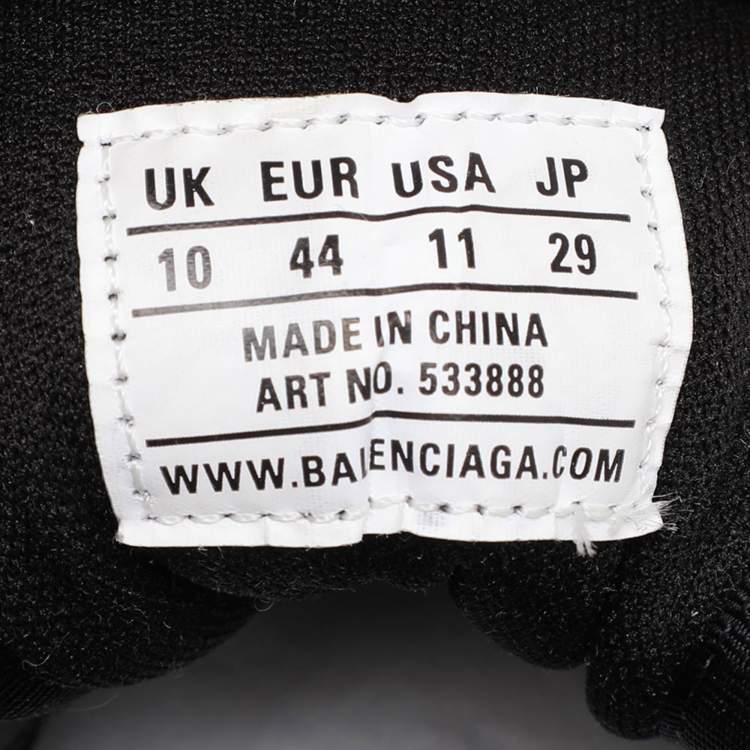 UK EUR USA JP
10 44 11 29
MADE IN CHINA
ART NO. 533888
WWW.BALENCIAGA.COM